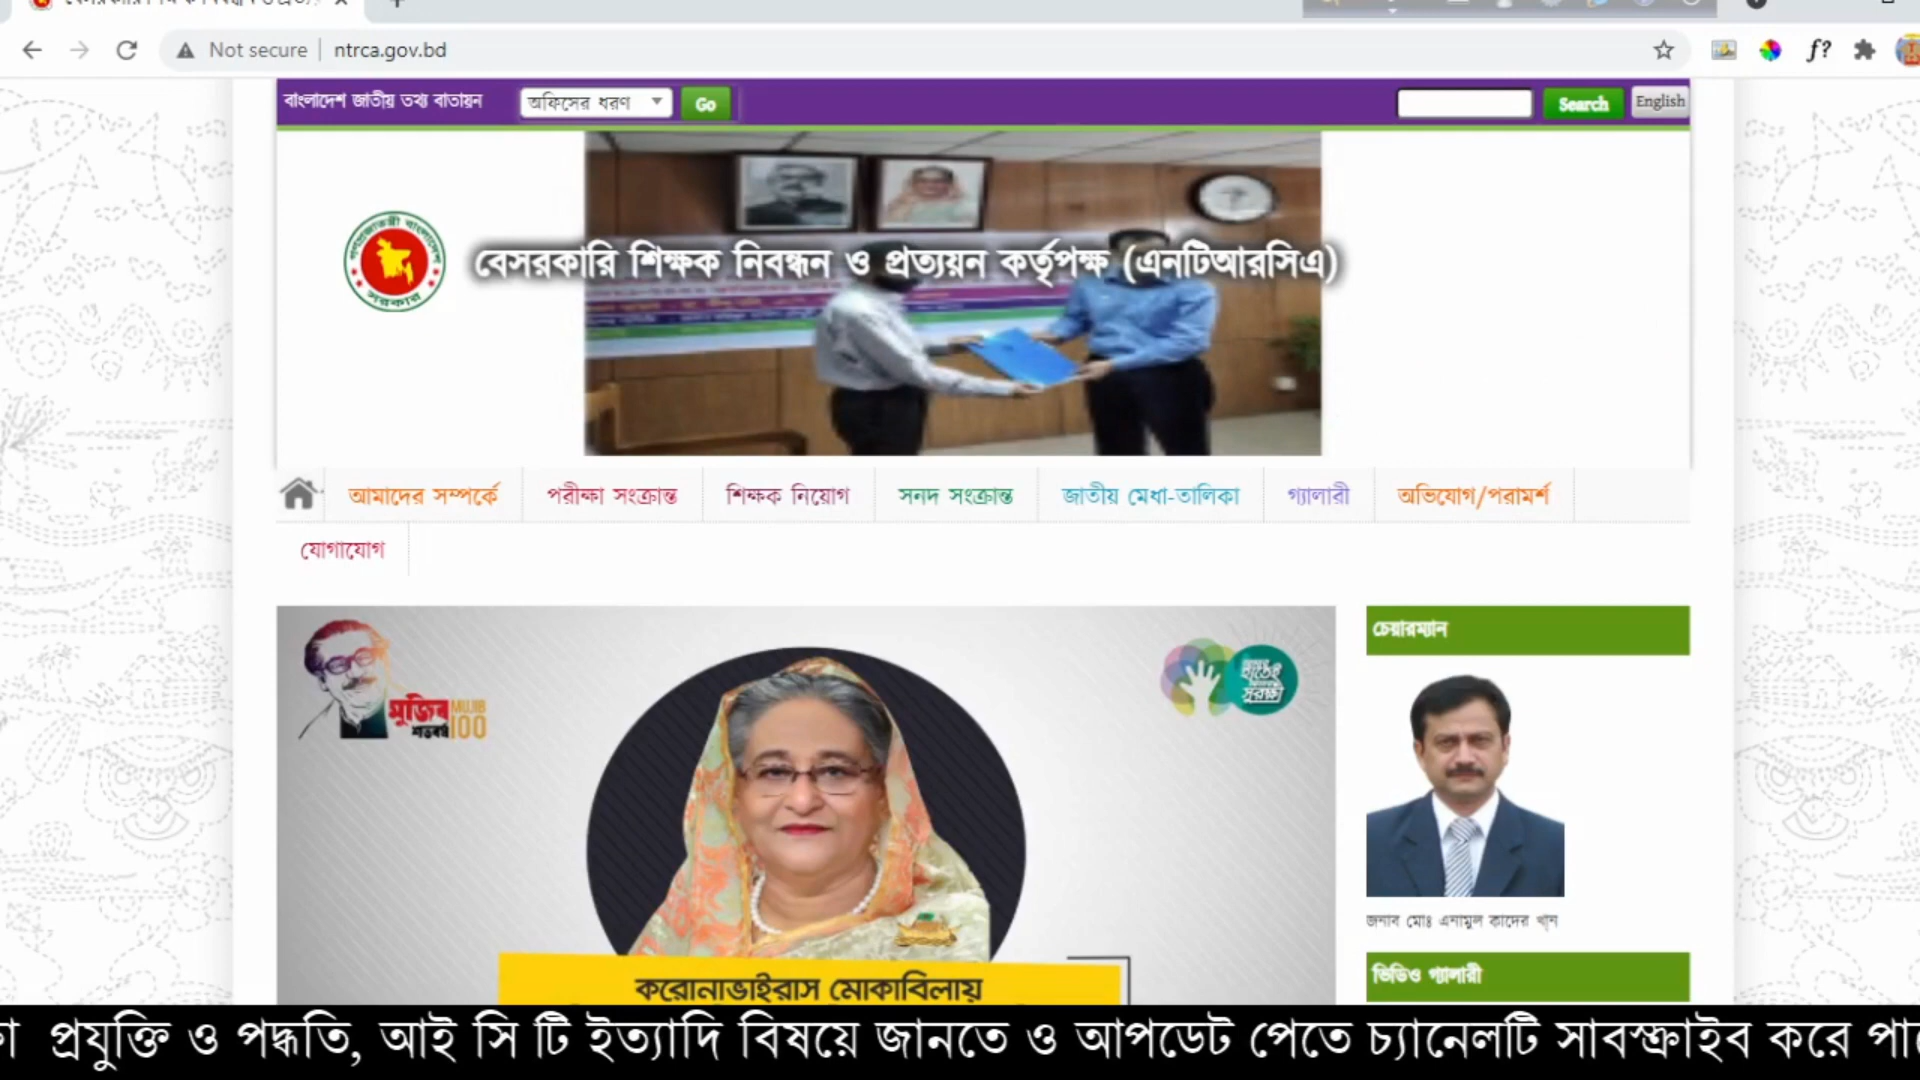 Not secure
ntrca.gov.bd
বাংলাদেশ জাতীয় তথ্য বাতায়ন
অফিসের ধরণ
Go
Search
English
বেসরকারি শিক্ষক নিবন্ধন ও প্রত্যয়ন কর্তৃপক্ষ (এনটিআরসিএ)
আমাদের সম্পর্কে
পরীক্ষা সংক্রান্ত
শিক্ষক নিয়োগ
সনদ সংক্রান্ত
জাতীয় মেধা-তালিকা
গ্যালারী
অভিযোগ/পরামর্শ
যোগাযোগ
মুজিব MUJIB
শতবর্ষ 100
সুরক্ষা
চেয়ারম্যান
জনাব মোঃ এনামুল কাদের খান
ভিডিও গ্যালারী
করোনাভাইরাস মোকাবিলায়
প্রযুক্তি ও পদ্ধতি, আই সি টি ইত্যাদি বিষয়ে জানতে ও আপডেট পেতে চ্যানেলটি সাবস্ক্রাইব করে